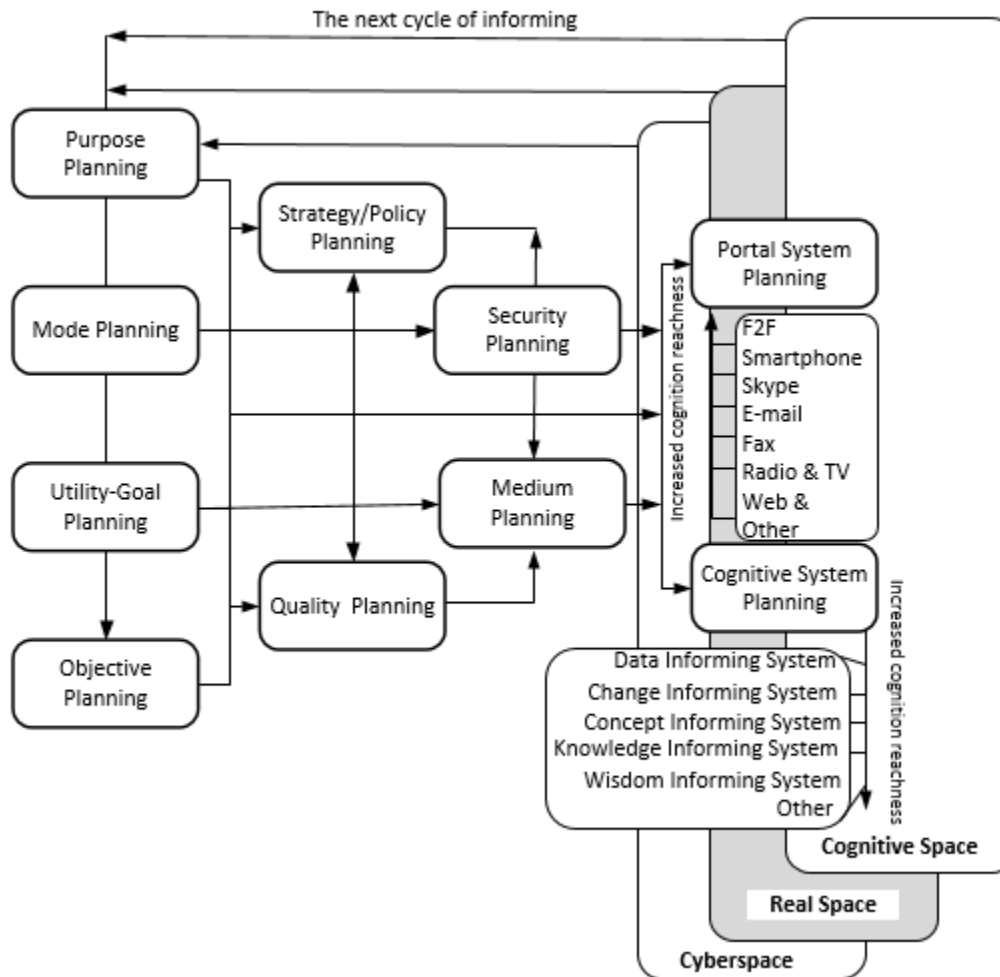 The next cycle of informing
Purpose
Planning
Strategy/Policy
Planning
Portal System
Planning
Mode Planning
Security
Planning
Increased cognition reachness
F2F
Smartphone
Skype
E-mail
Fax
Radio & TV
Web &
Other
Utility-Goal
Planning
Medium
Planning
Quality Planning
Cognitive System
Planning
Objective
Planning
Data Informing System
Change Informing System
Concept Informing System
Knowledge Informing System
Wisdom Informing System
Other
Increased cognition reachness
Cognitive Space
Real Space
Cyberspace